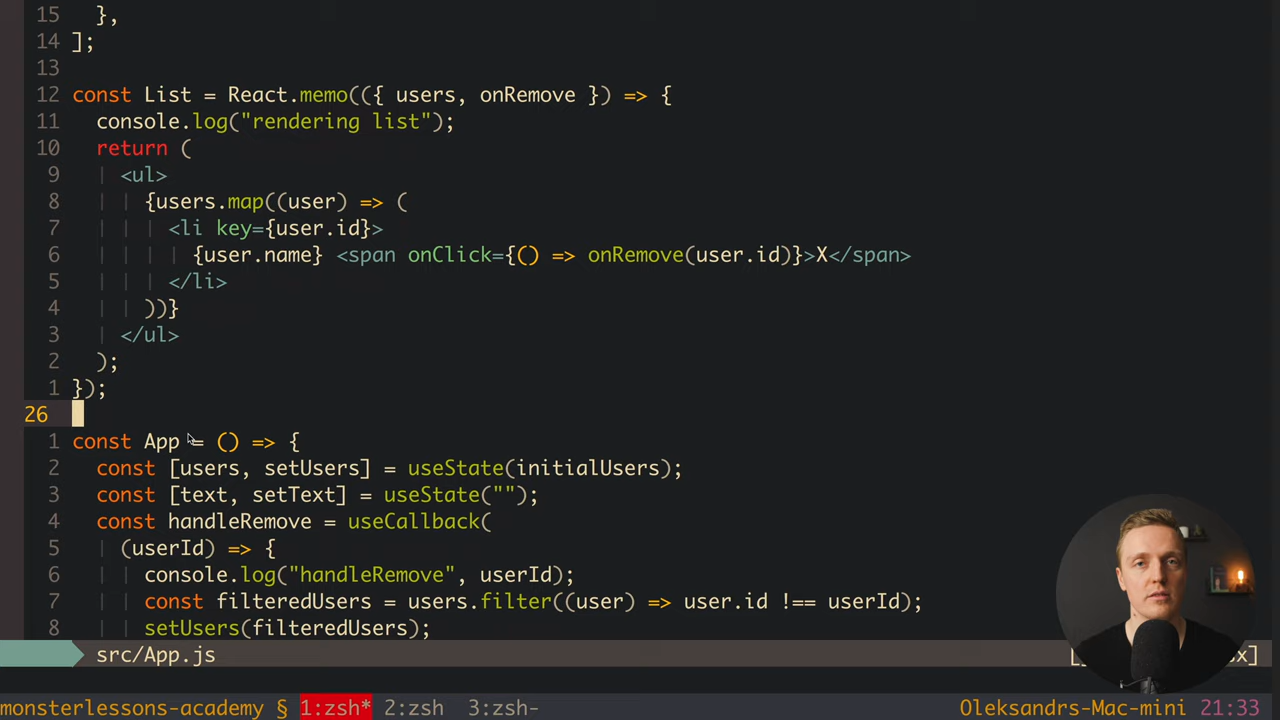 15 },
14 ];
13
12 const List = React.memo(({ users, onRemove }) => {
11 console.log("rendering list");
10 return (
9 <ul>
8 {users.map((user) => (
7 <li key={user.id}>
6 {user.name} <span onClick={() => onRemove(user.id)}>X</span>
5 </li>
4 ))}
3 </ul>
2 );
1 });
26
1 const App = () => {
2 const [users, setUsers] = useState(initialUsers);
3 const [text, setText] = useState("");
4 const handleRemove = useCallback(
5 (userId) => {
6 console.log("handleRemove", userId);
7 const filteredUsers = users.filter((user) => user.id !== userId);
8 setUsers(filteredUsers);
src/App.js [ x]
monsterlessons-academy § 1:zsh* 2:zsh 3:zsh- Oleksandrs-Mac-mini 21:33